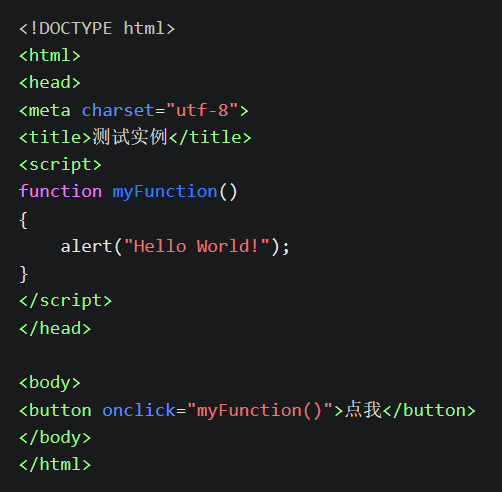 <!DOCTYPE html>
<html>
<head>
<meta charset="utf-8">
<title>测试实例</title>
<script>
function myFunction()
{
    alert("Hello World!");
}
</script>
</head>

<body>
<button onclick="myFunction()">点我</button>
</body>
</html>